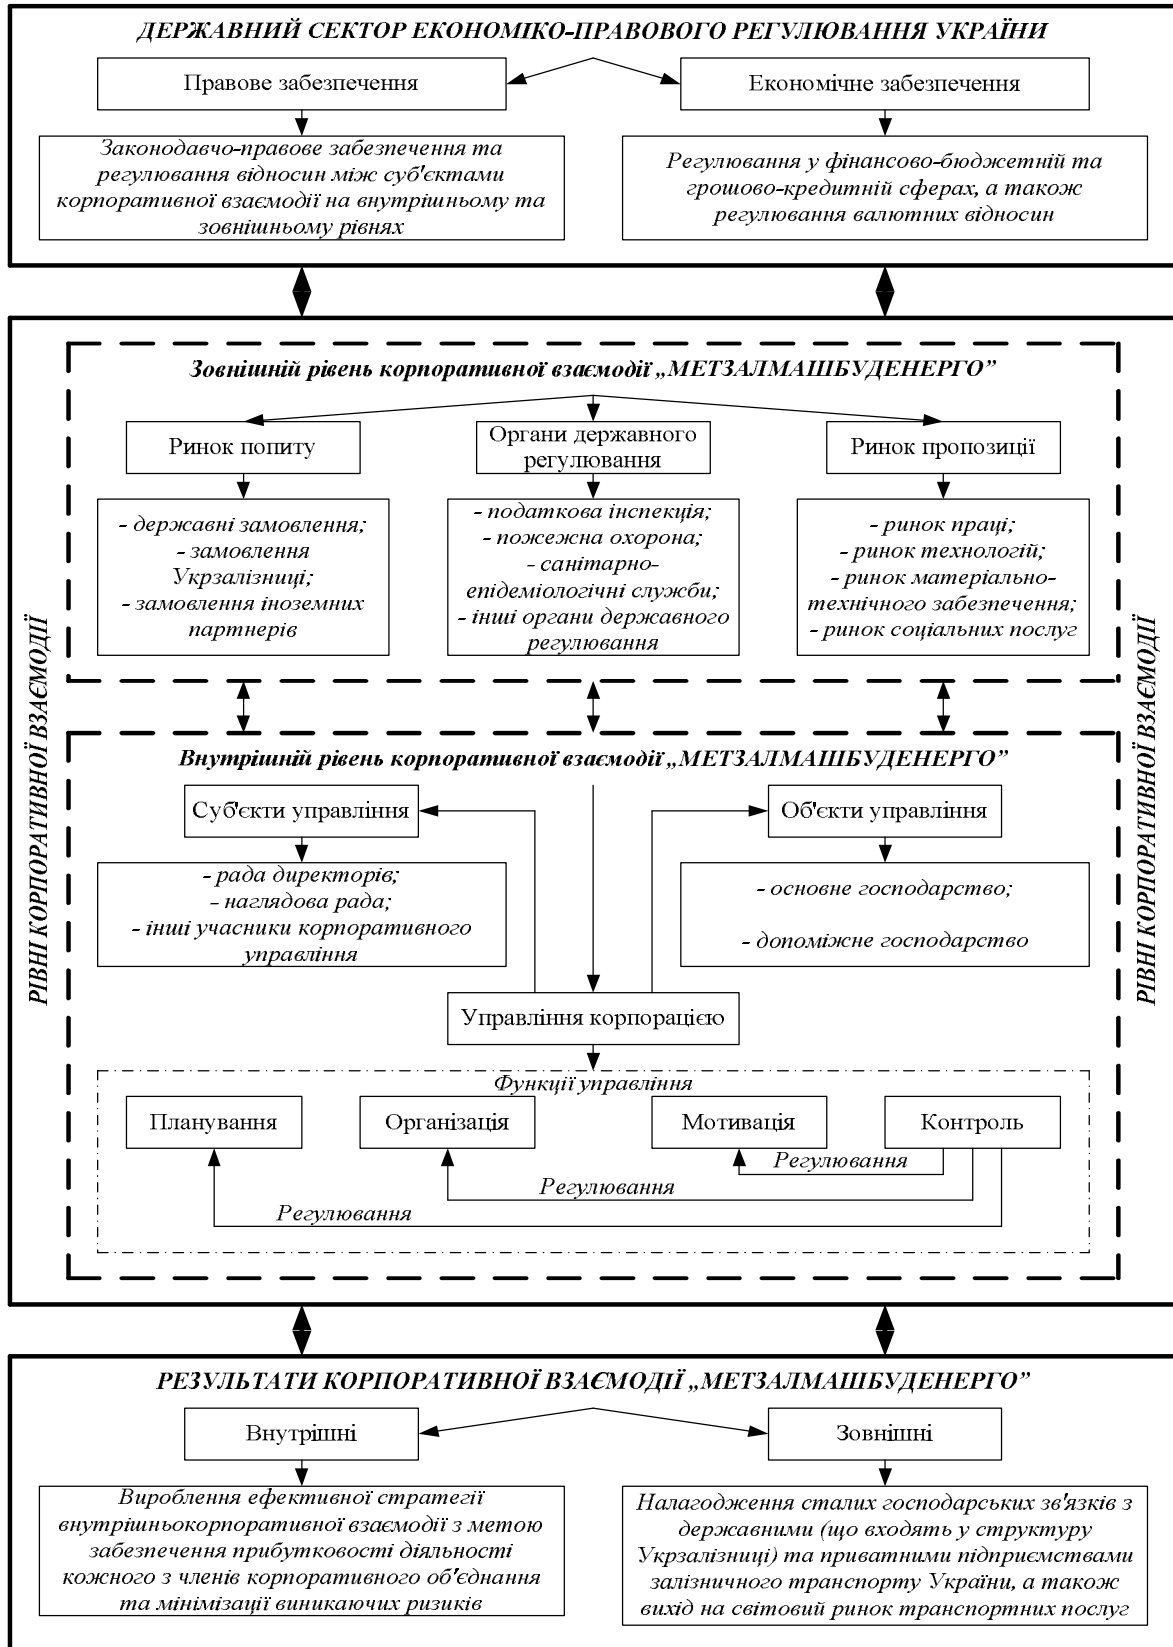 ДЕРЖАВНИЙ СЕКТОР ЕКОНОМІКО-ПРАВОВОГО РЕГУЛЮВАННЯ УКРАЇНИ
Правове забезпечення
Економічне забезпечення
Законодавчо-правове забезпечення та
регулювання відносин між суб'єктами
корпоративної взаємодії на внутрішньому та
зовнішньому рівнях
Регулювання у фінансово-бюджетній та
грошово-кредитній сферах, а також
регулювання валютних відносин
РІВНІ КОРПОРАТИВНОЇ ВЗАЄМОДІЇ
Зовнішній рівень корпоративної взаємодії „МЕТЗАЛМАШБУДЕНЕРГО”
Ринок попиту
Органи державного
регулювання
Ринок пропозиції
- державні замовлення;
- замовлення
Укрзалізниці;
- замовлення іноземних
партнерів
- податкова інспекція;
- пожежна охорона;
- санітарно-
епідеміологічні служби;
- інші органи державного
регулювання
- ринок праці;
- ринок технологій;
- ринок матеріально-
технічного забезпечення;
- ринок соціальних послуг
РІВНІ КОРПОРАТИВНОЇ ВЗАЄМОДІЇ
Внутрішній рівень корпоративної взаємодії „МЕТЗАЛМАШБУДЕНЕРГО”
Суб'єкти управління
Об'єкти управління
- рада директорів;
- наглядова рада;
- інші учасники корпоративного
управління
- основне господарство;
- допоміжне господарство
Управління корпорацією
Функції управління
Планування
Організація
Мотивація
Контроль
Регулювання
Регулювання
Регулювання
РЕЗУЛЬТАТИ КОРПОРАТИВНОЇ ВЗАЄМОДІЇ „МЕТЗАЛМАШБУДЕНЕРГО”
Внутрішні
Зовнішні
Вироблення ефективної стратегії
внутрішньокорпоративної взаємодії з метою
забезпечення прибутковості діяльності
кожного з членів корпоративного об'єднання
та мінімізації виникаючих ризиків
Налагодження сталих господарських зв'язків з
державними (що входять у структуру
Укрзалізниці) та приватними підприємствами
залізничного транспорту України, а також
вихід на світовий ринок транспортних послуг